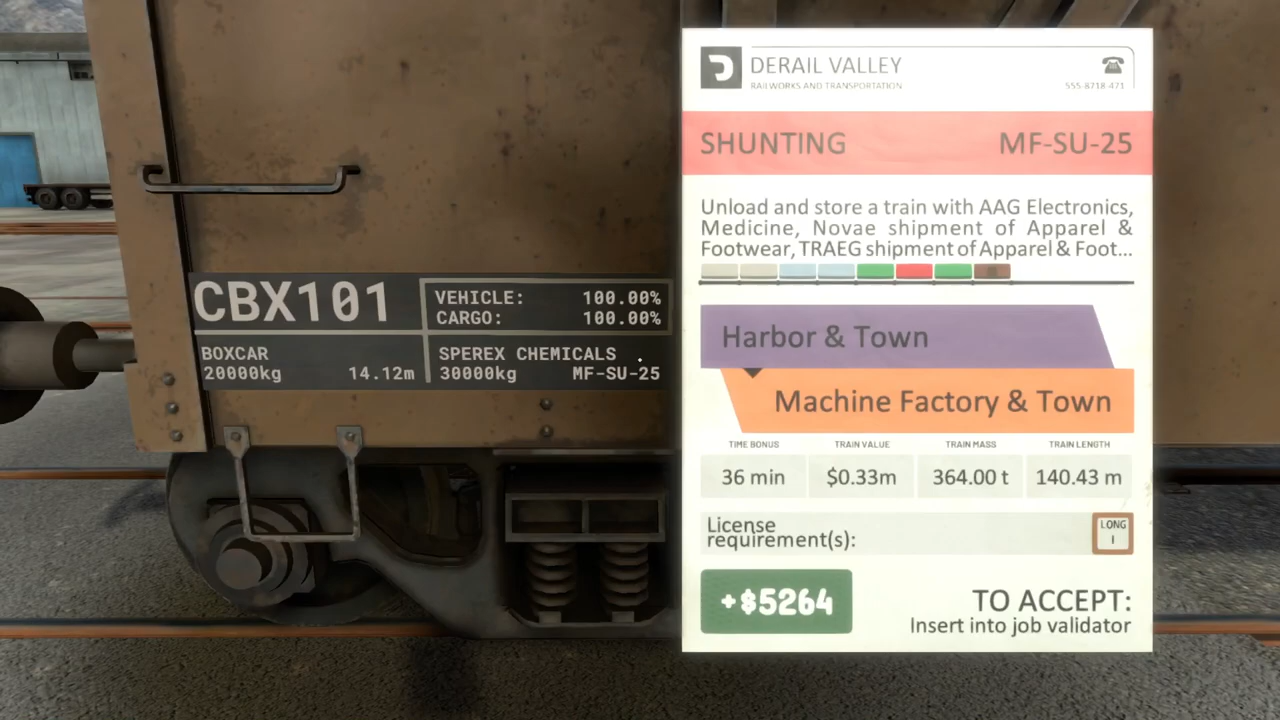 CBX101
VEHICLE: 100.00%
CARGO: 100.00%
BOXCAR
20000kg 14.12m
SPEREX CHEMICALS
30000kg MF-SU-25
DERAIL VALLEY
RAILWORKS AND TRANSPORTATION
555-8718-471
SHUNTING MF-SU-25
Unload and store a train with AAG Electronics,
Medicine, Novae shipment of Apparel &
Footwear, TRAEG shipment of Apparel & Foot...
Harbor & Town
Machine Factory & Town
TIME BONUS TRAIN VALUE TRAIN MASS TRAIN LENGTH
36 min $0.33m 364.00 t 140.43 m
License
requirement(s):
LONG
I
+$5264
TO ACCEPT:
Insert into job validator